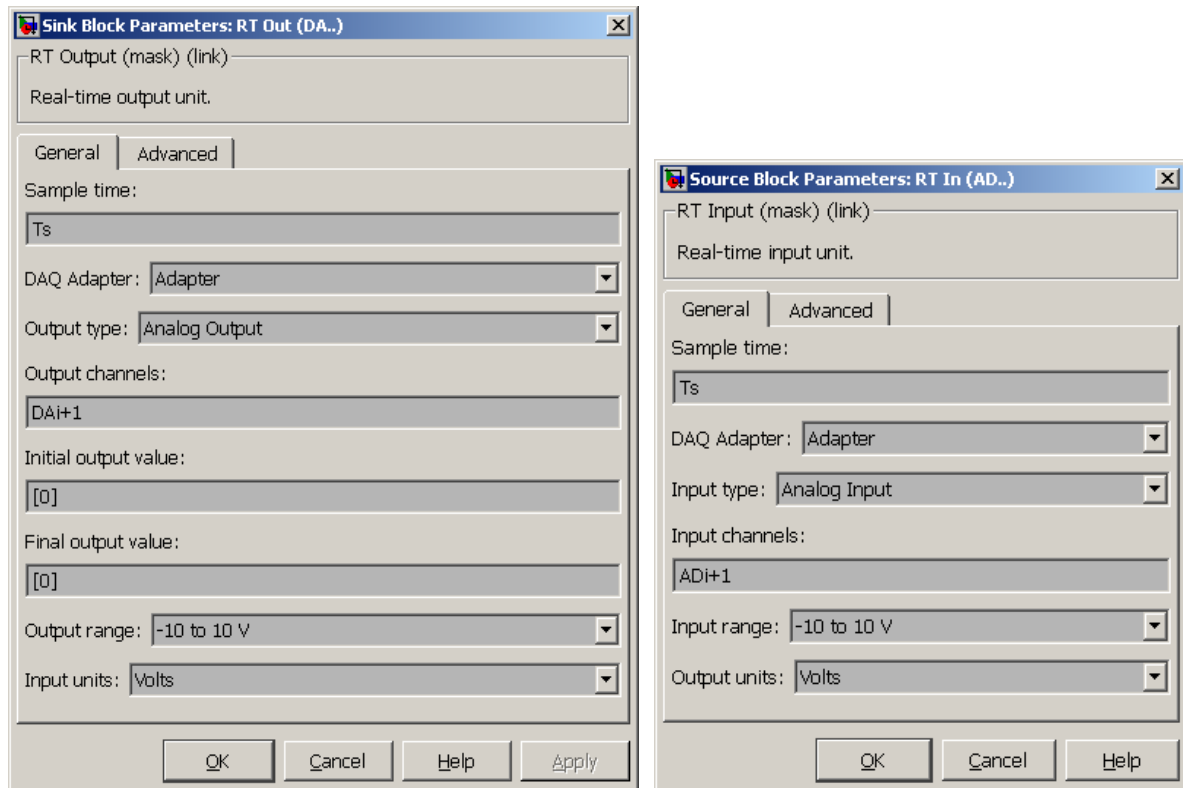 Sink Block Parameters: RT Out (DA..)
RT Output (mask) (link)
Real-time output unit.
General Advanced
Sample time:
Ts
DAQ Adapter: Adapter
Output type: Analog Output
Output channels:
DAi+1
Initial output value:
[0]
Final output value:
[0]
Output range: -10 to 10 V
Input units: Volts
OK Cancel Help Apply
Source Block Parameters: RT In (AD..)
RT Input (mask) (link)
Real-time input unit.
General Advanced
Sample time:
Ts
DAQ Adapter: Adapter
Input type: Analog Input
Input channels:
ADi+1
Input range: -10 to 10 V
Output units: Volts
OK Cancel Help